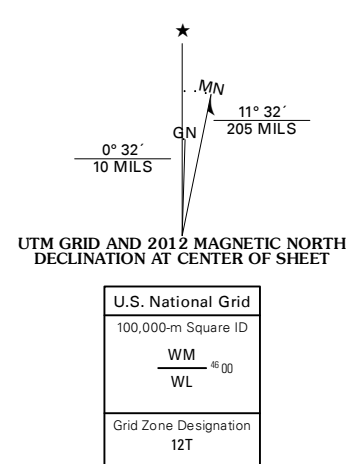 ★
MN
11° 32´
205 MILS
GN
0° 32´
10 MILS
UTM GRID AND 2012 MAGNETIC NORTH
DECLINATION AT CENTER OF SHEET
U.S. National Grid
100,000-m Square ID
WM
46 00
WL
Grid Zone Designation
12T